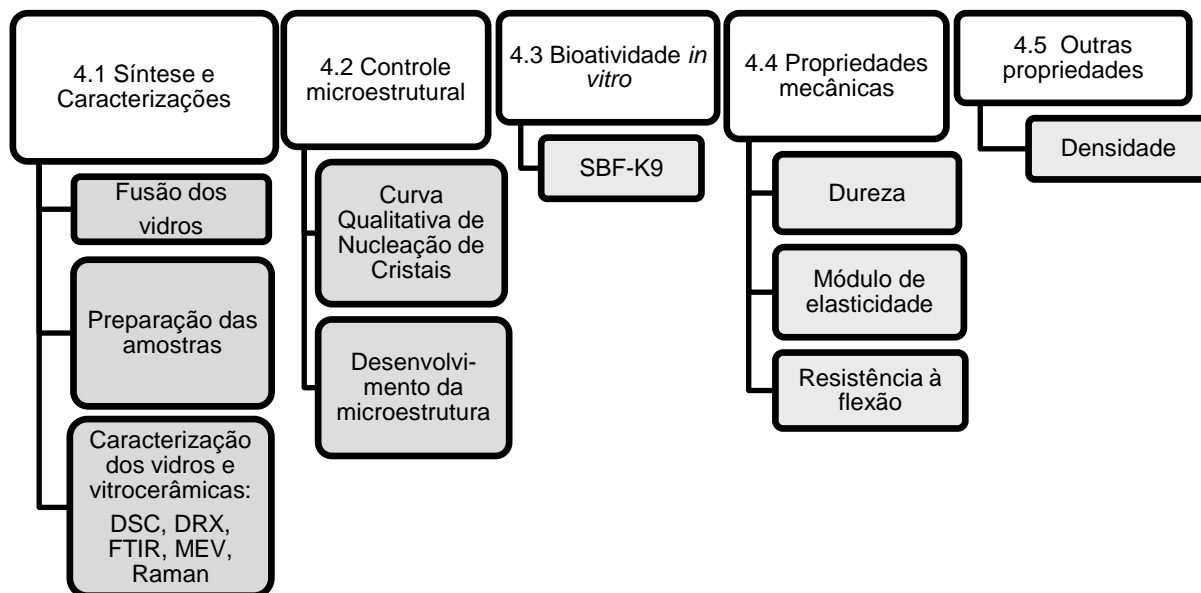 4.1 Síntese e
Caracterizações
Fusão dos
vidros
Preparação das
amostras
Caracterização
dos vidros e
vitrocerâmicas:
DSC, DRX,
FTIR, MEV,
Raman
4.2 Controle
microestrutural
Curva
Qualitativa de
Nucleação de
Cristais
Desenvolvi-
mento da
microestrutura
4.3 Bioatividade in
vitro
SBF-K9
4.4 Propriedades
mecânicas
Dureza
Módulo de
elasticidade
Resistência à
flexão
4.5 Outras
propriedades
Densidade